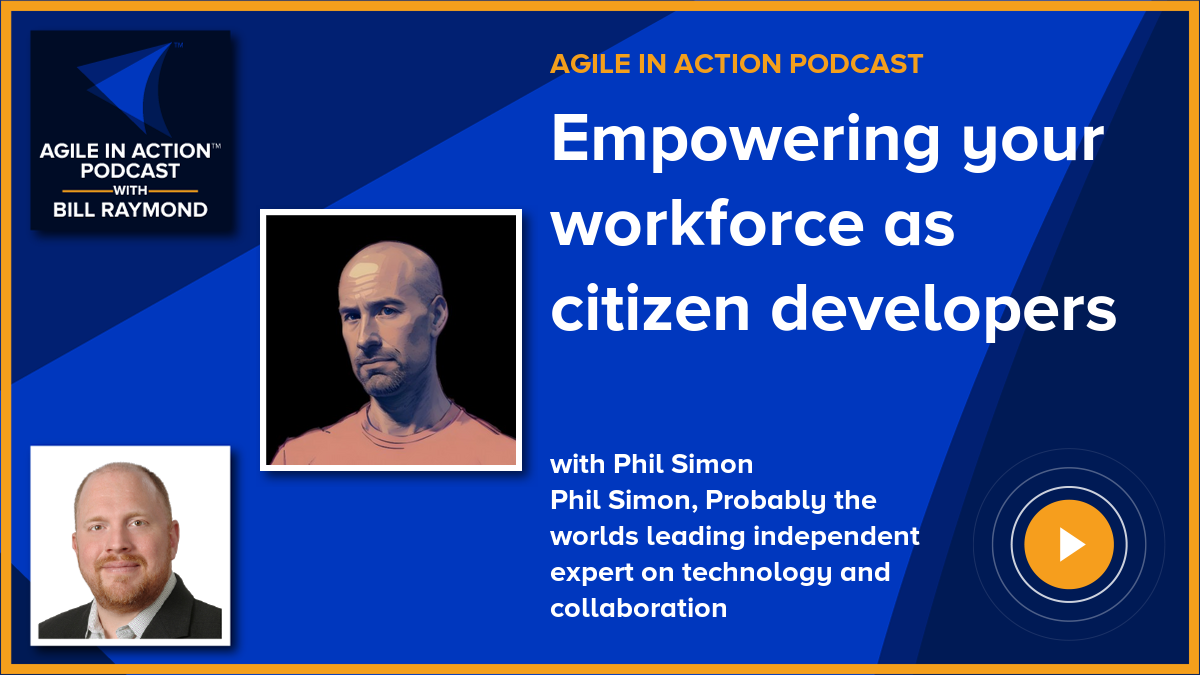 TM
AGILE IN ACTION™
PODCAST
WITH
BILL RAYMOND
AGILE IN ACTION PODCAST
Empowering your
workforce as
citizen developers
with Phil Simon
Phil Simon, Probably the
worlds leading independent
expert on technology and
collaboration